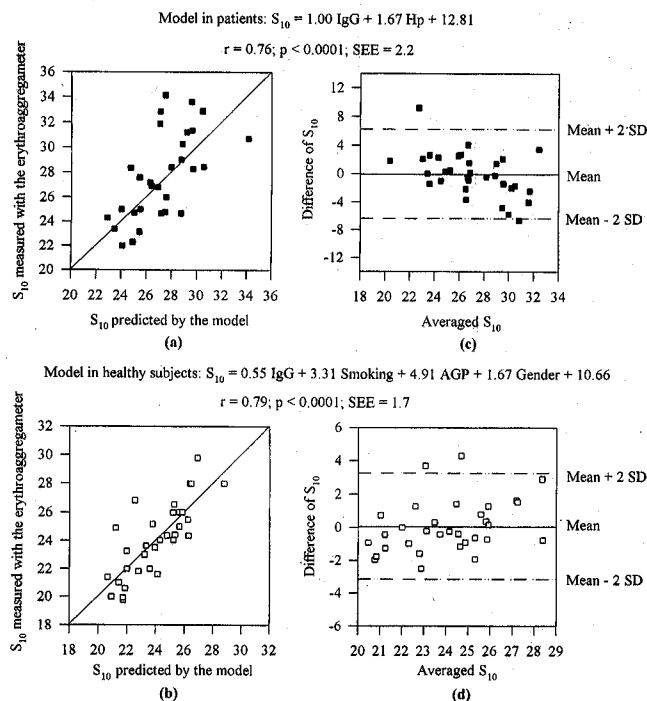 Model in patients: S10 = 1.00 IgG + 1.67 Hp + 12.81
r = 0.76; p < 0.0001; SEE = 2.2
S10 measured with the erythroaggregameter
36
34
32
30
28
26
24
22
20
20 22 24 26 28 30 32 34 36
S10 predicted by the model
(a)
Difference of S10
12
8
4
0
-4
-8
-12
Mean + 2 SD
Mean
Mean - 2 SD
20 22 24 26 28 30 32 34
Averaged S10
(c)
Model in healthy subjects: S10 = 0.55 IgG + 3.31 Smoking + 4.91 AGP + 1.67 Gender + 10.66
r = 0.79; p < 0.0001; SEE = 1.7
S10 measured with the erythroaggregameter
32
30
28
26
24
22
20
18
18 20 22 24 26 28 30 32
S10 predicted by the model
(b)
Difference of S10
6
4
2
0
-2
-4
-6
Mean + 2 SD
Mean
Mean - 2 SD
20 21 22 23 24 25 26 27 28 29
Averaged S10
(d)